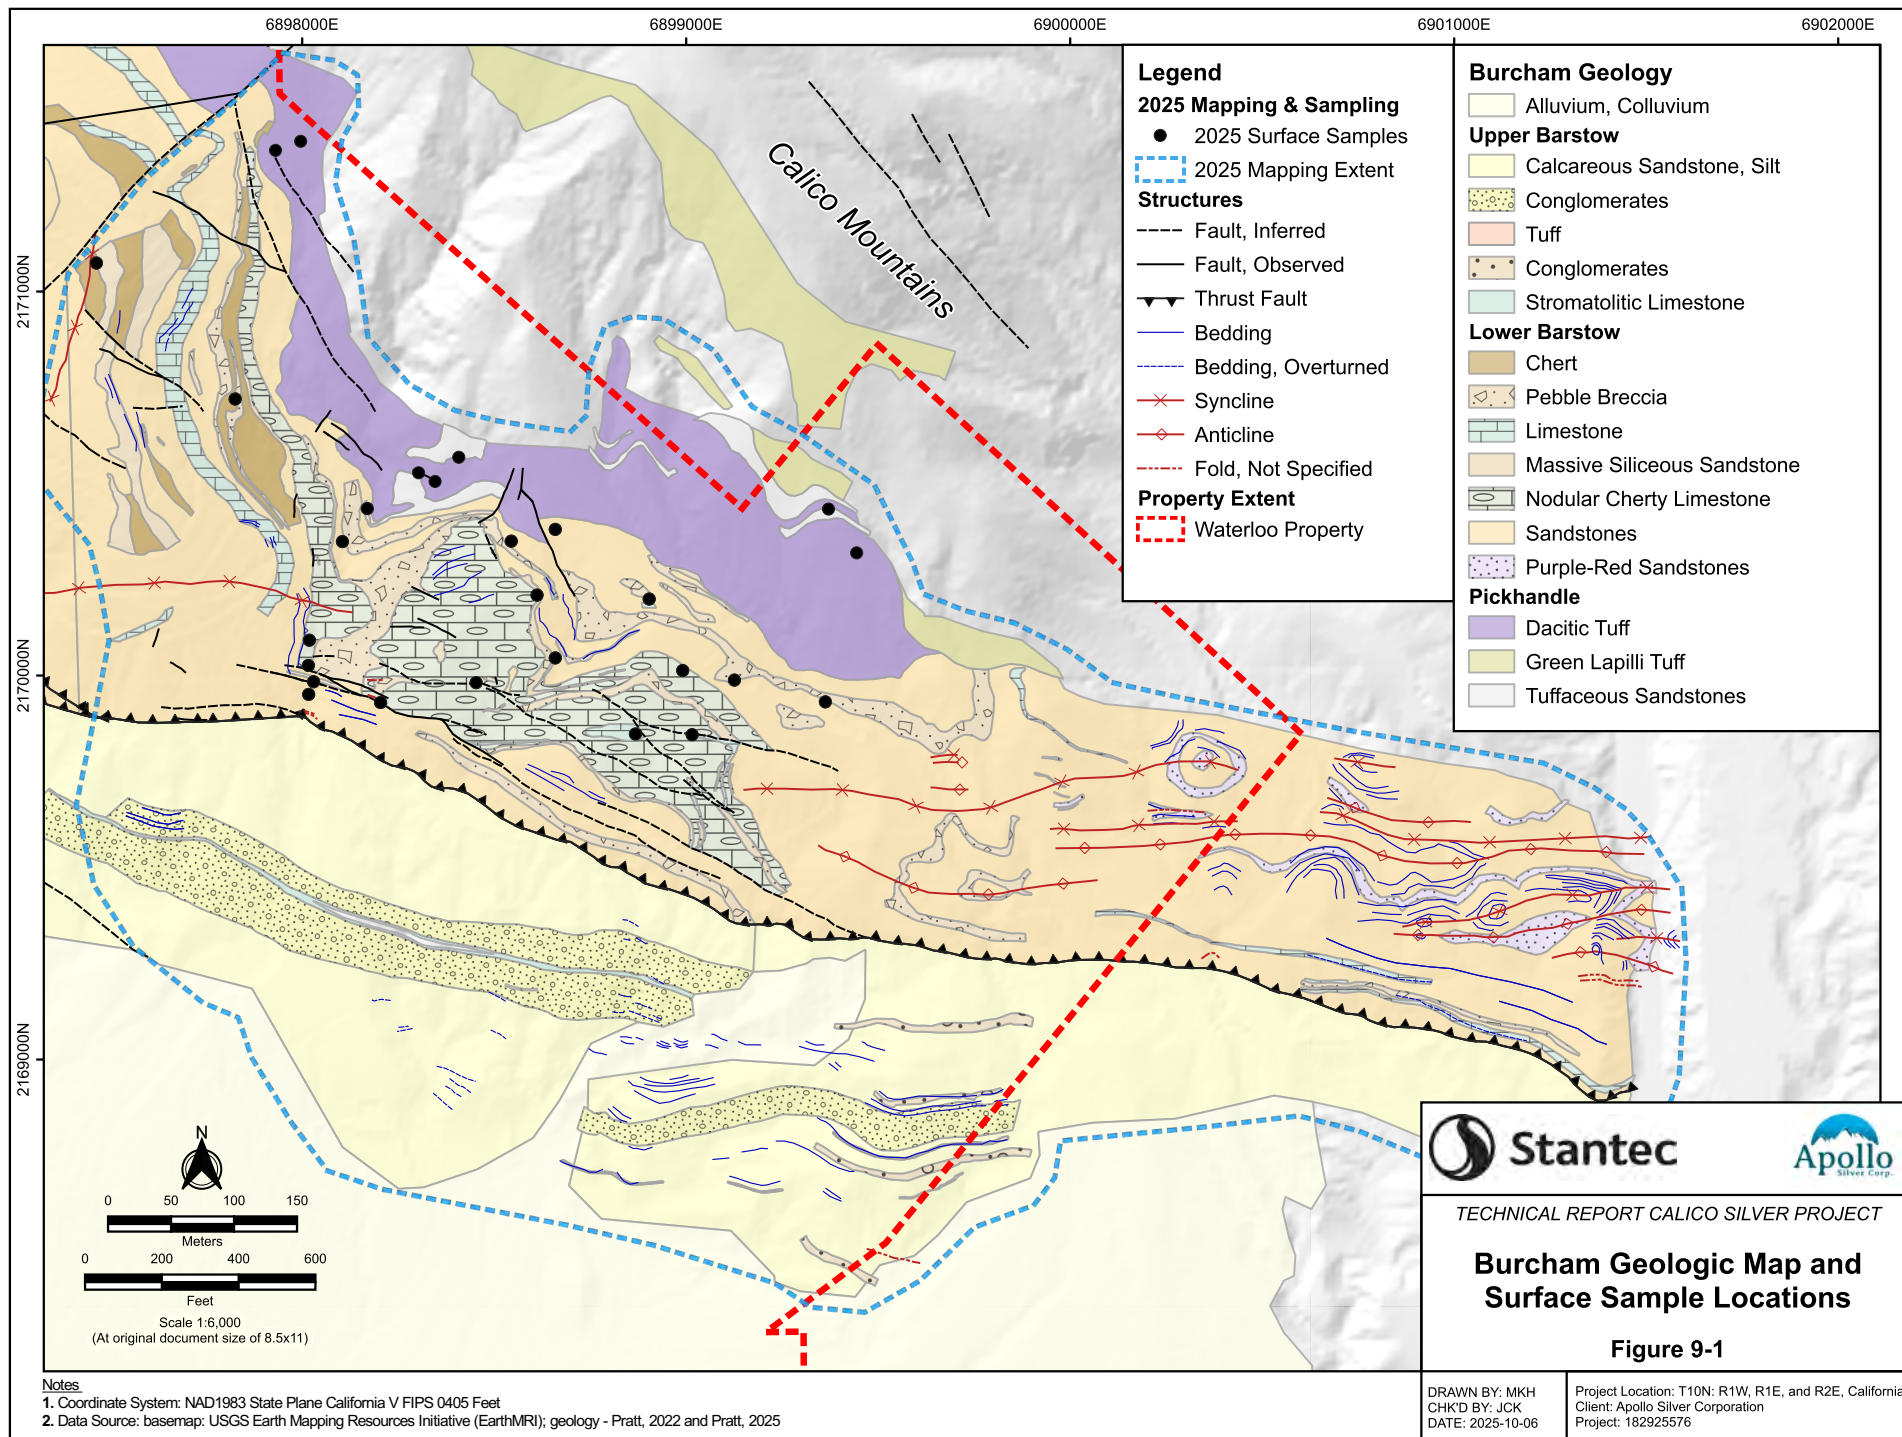 6898000E
6899000E
6900000E
6901000E
6902000E
2171000N
2170000N
2169000N
Calico Mountains
Legend
2025 Mapping & Sampling
2025 Surface Samples
2025 Mapping Extent
Structures
Fault, Inferred
Fault, Observed
Thrust Fault
Bedding
Bedding, Overturned
Syncline
Anticline
Fold, Not Specified
Property Extent
Waterloo Property
Burcham Geology
Alluvium, Colluvium
Upper Barstow
Calcareous Sandstone, Silt
Conglomerates
Tuff
Conglomerates
Stromatolitic Limestone
Lower Barstow
Chert
Pebble Breccia
Limestone
Massive Siliceous Sandstone
Nodular Cherty Limestone
Sandstones
Purple-Red Sandstones
Pickhandle
Dacitic Tuff
Green Lapilli Tuff
Tuffaceous Sandstones
N
0 50 100 150
Meters
0 200 400 600
Feet
Scale 1:6,000
(At original document size of 8.5x11)
Stantec
Apollo
Silver Corp.
TECHNICAL REPORT CALICO SILVER PROJECT
Burcham Geologic Map and
Surface Sample Locations
Figure 9-1
DRAWN BY: MKH
CHK'D BY: JCK
DATE: 2025-10-06
Project Location: T10N: R1W, R1E, and R2E, California
Client: Apollo Silver Corporation
Project: 182925576
Notes
1. Coordinate System: NAD1983 State Plane California V FIPS 0405 Feet
2. Data Source: basemap: USGS Earth Mapping Resources Initiative (EarthMRI); geology - Pratt, 2022 and Pratt, 2025